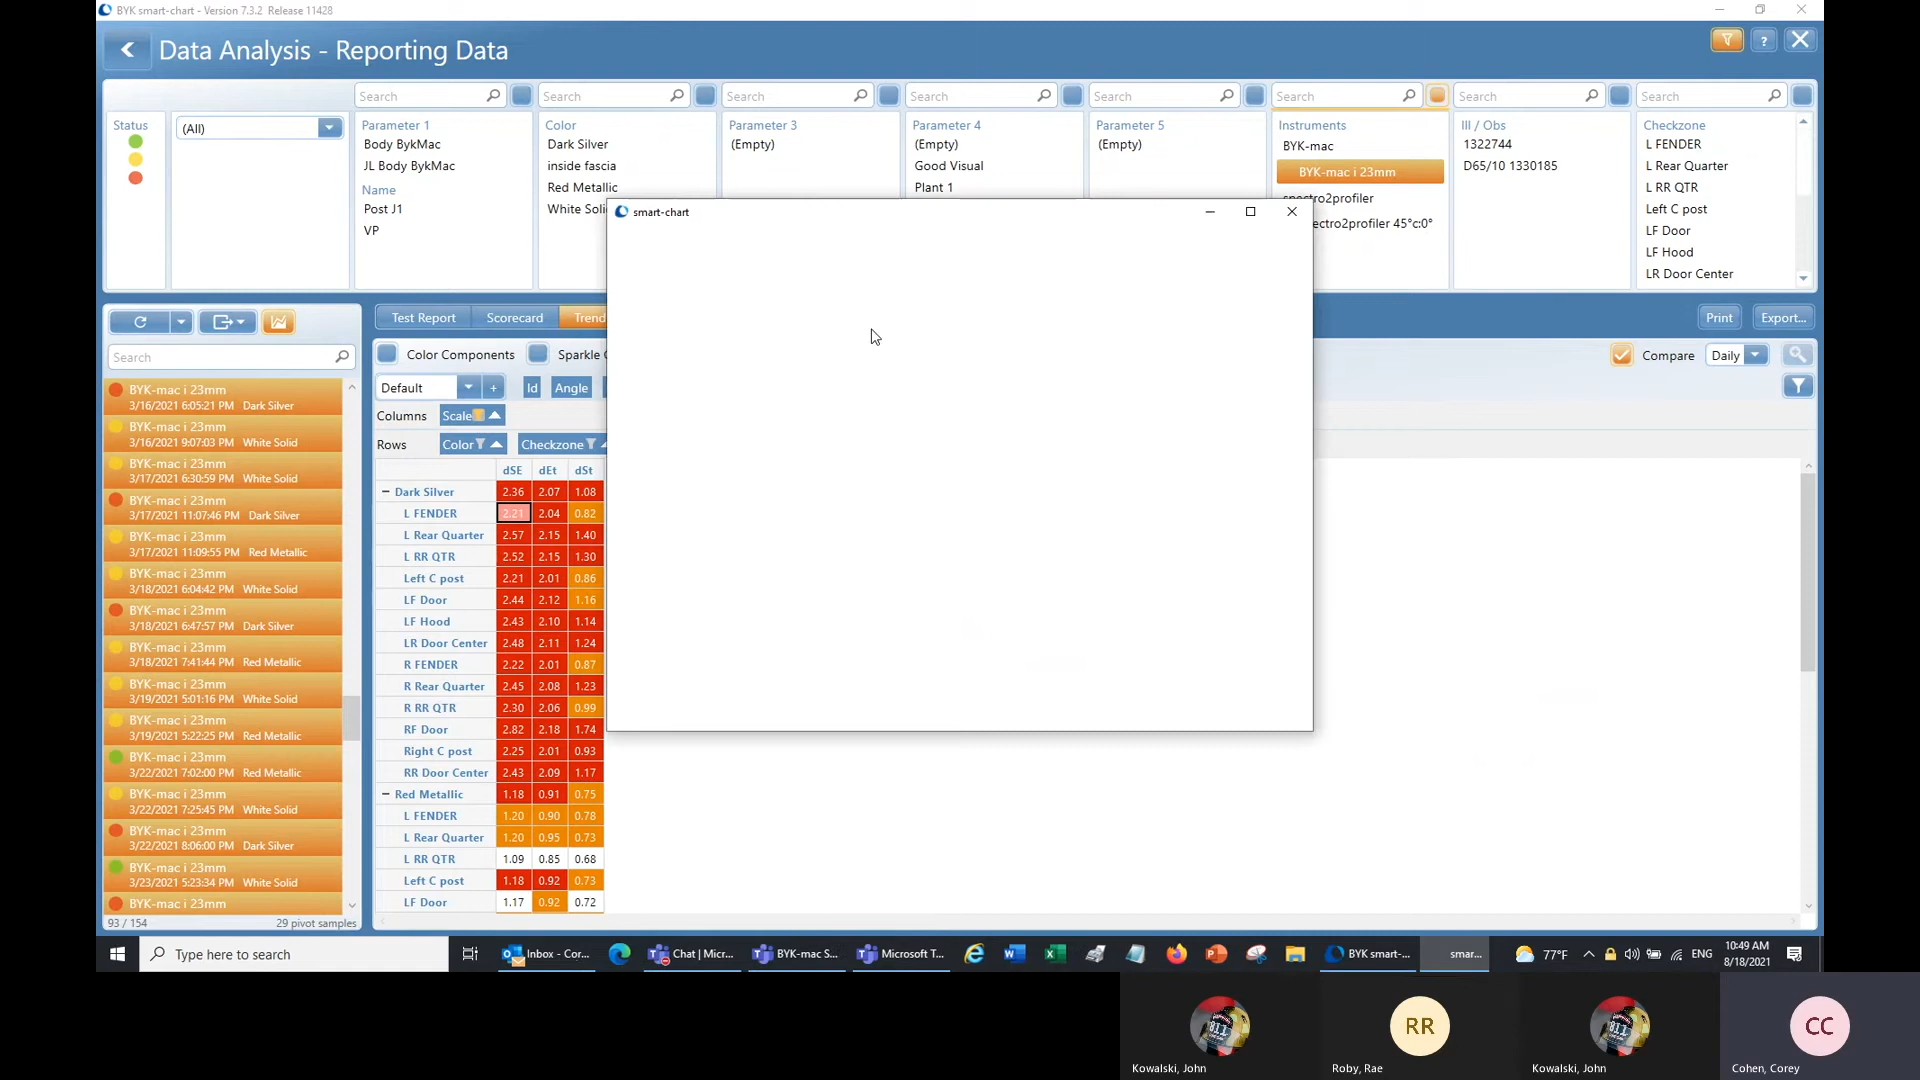 BYK smart-chart - Version 7.3.2 Release 11428
Data Analysis - Reporting Data
?
Search Search Search Search Search Search Search Search
Status
(All)
Parameter 1
Body BykMac
JL Body BykMac
Name
Post J1
VP
Color
Dark Silver
inside fascia
Red Metallic
White Soli
Parameter 3
(Empty)
Parameter 4
(Empty)
Good Visual
Plant 1
Parameter 5
(Empty)
Instruments
BYK-mac
BYK-mac i 23mm
spectro2profiler
ectro2profiler 45°c:0°
Ill / Obs
1322744
D65/10 1330185
Checkzone
L FENDER
L Rear Quarter
L RR QTR
Left C post
LF Door
LF Hood
LR Door Center
smart-chart
Search
BYK-mac i 23mm
3/16/2021 6:05:21 PM Dark Silver
BYK-mac i 23mm
3/16/2021 9:07:03 PM White Solid
BYK-mac i 23mm
3/17/2021 6:30:59 PM White Solid
BYK-mac i 23mm
3/17/2021 11:07:46 PM Dark Silver
BYK-mac i 23mm
3/17/2021 11:09:55 PM Red Metallic
BYK-mac i 23mm
3/18/2021 6:04:42 PM White Solid
BYK-mac i 23mm
3/18/2021 6:47:57 PM Dark Silver
BYK-mac i 23mm
3/18/2021 7:41:44 PM Red Metallic
BYK-mac i 23mm
3/19/2021 5:01:16 PM White Solid
BYK-mac i 23mm
3/19/2021 5:22:25 PM Red Metallic
BYK-mac i 23mm
3/22/2021 7:02:00 PM Red Metallic
BYK-mac i 23mm
3/22/2021 7:25:45 PM White Solid
BYK-mac i 23mm
3/22/2021 8:06:00 PM Dark Silver
BYK-mac i 23mm
3/23/2021 5:23:34 PM White Solid
BYK-mac i 23mm
93 / 154 29 pivot samples
Test Report Scorecard Trend
Print Export...
Color Components Sparkle
Compare Daily
Default + Id Angle
Columns Scale
Rows Color Checkzone
dSE dEt dSt
Dark Silver 2.36 2.07 1.08
L FENDER 2.21 2.04 0.82
L Rear Quarter 2.57 2.15 1.40
L RR QTR 2.52 2.15 1.30
Left C post 2.21 2.01 0.86
LF Door 2.44 2.12 1.16
LF Hood 2.43 2.10 1.14
LR Door Center 2.48 2.11 1.24
R FENDER 2.22 2.01 0.87
R Rear Quarter 2.45 2.08 1.23
R RR QTR 2.30 2.06 0.99
RF Door 2.82 2.18 1.74
Right C post 2.25 2.01 0.93
RR Door Center 2.43 2.09 1.17
Red Metallic 1.18 0.91 0.75
L FENDER 1.20 0.90 0.78
L Rear Quarter 1.20 0.95 0.73
L RR QTR 1.09 0.85 0.68
Left C post 1.18 0.92 0.73
LF Door 1.17 0.92 0.72
Type here to search
Inbox - Cor...
Chat | Micr...
BYK-mac S...
Microsoft T...
BYK smart-...
smar...
77°F
ENG
10:49 AM
8/18/2021
RR
CC
Kowalski, John
Roby, Rae
Kowalski, John
Cohen, Corey